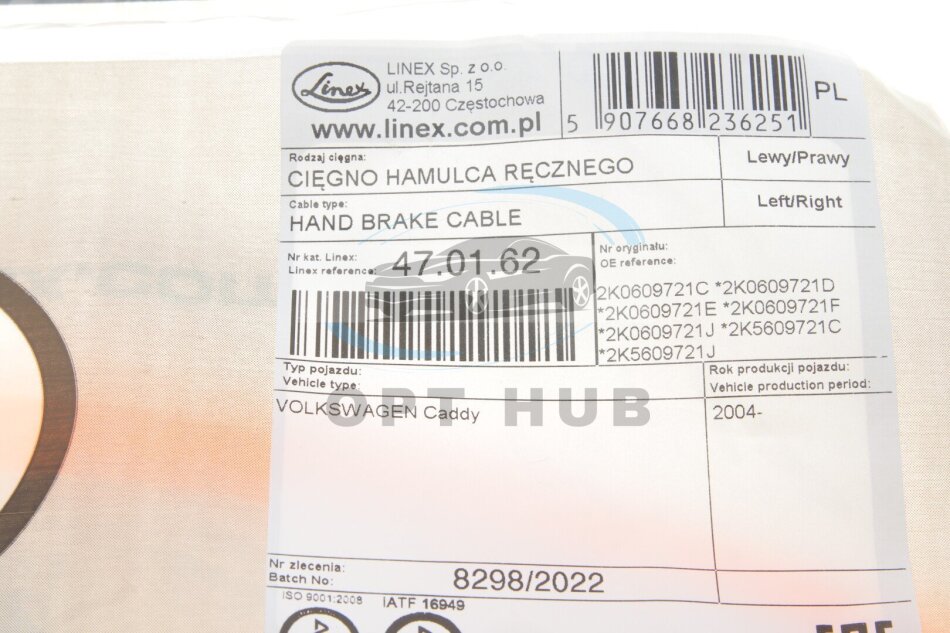 Linex
LINEX Sp. z o.o.
ul.Rejtana 15
42-200 Częstochowa
www.linex.com.pl
5 907668 236251
PL
Rodzaj cięgna:
CIĘGNO HAMULCA RĘCZNEGO
Lewy/Prawy
Cable type:
HAND BRAKE CABLE
Left/Right
Nr kat. Linex:
Linex reference:
47.01.62
Nr oryginału:
OE reference:
2K0609721C *2K0609721D
*2K0609721E *2K0609721F
*2K0609721J *2K5609721C
*2K5609721J
Typ pojazdu:
Vehicle type:
Rok produkcji pojazdu:
Vehicle production period:
VOLKSWAGEN Caddy
2004-
OPT HUB
Nr zlecenia:
Batch No:
8298/2022
ISO 9001:2008
IATF 16949